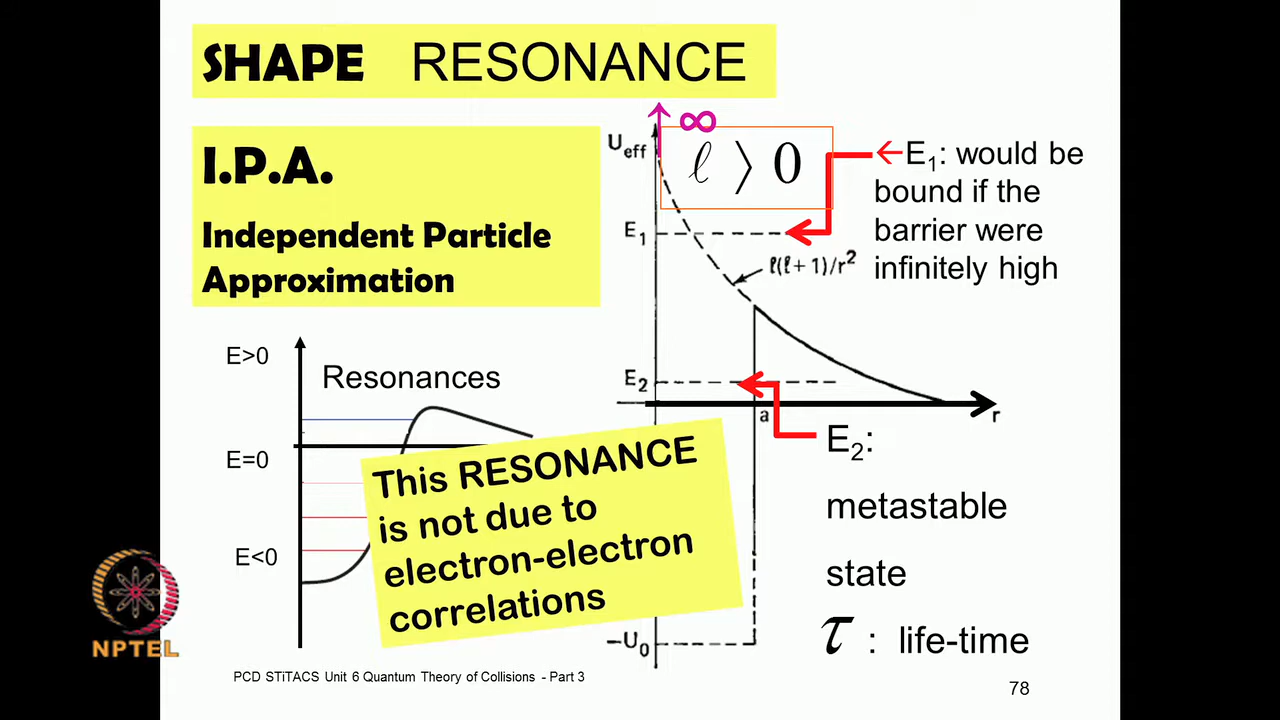 SHAPE RESONANCE
I.P.A.
Independent Particle
Approximation
∞
U_eff
ℓ 〉 0
E₁
ℓ(ℓ + 1)/r²
←E₁: would be
bound if the
barrier were
infinitely high
E>0
Resonances
E=0
E<0
E₂
a
r
-U₀
This RESONANCE
is not due to
electron-electron
correlations
E₂:
metastable
state
τ : life-time
NPTEL
PCD STiTACS Unit 6 Quantum Theory of Collisions - Part 3
78